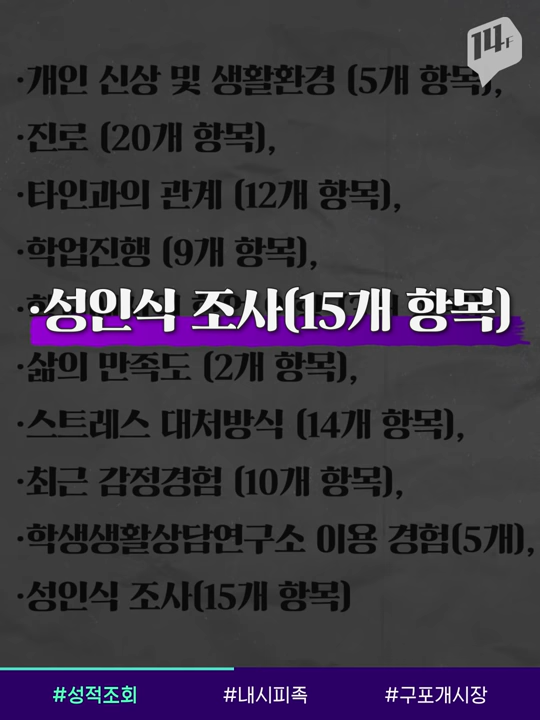 14F
·개인 신상 및 생활환경 (5개 항목),
·진로 (20개 항목),
·타인과의 관계 (12개 항목),
·학업진행 (9개 항목),
·성인식 조사(15개 항목)
·삶의 만족도 (2개 항목),
·스트레스 대처방식 (14개 항목),
·최근 감정경험 (10개 항목),
·학생생활상담연구소 이용 경험(5개),
·성인식 조사(15개 항목)
#성적조회 #내시피족 #구포개시장